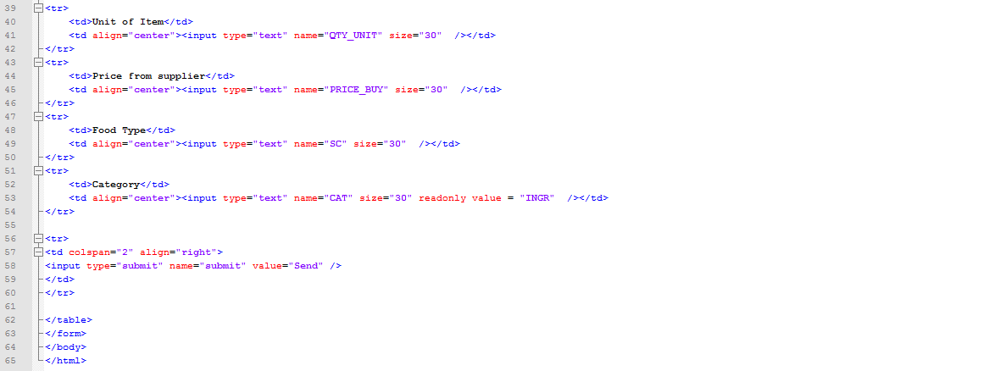 39 <tr>
40     <td>Unit of Item</td>
41     <td align="center"><input type="text" name="QTY_UNIT" size="30"  /></td>
42 </tr>
43 <tr>
44     <td>Price from supplier</td>
45     <td align="center"><input type="text" name="PRICE_BUY" size="30"  /></td>
46 </tr>
47 <tr>
48     <td>Food Type</td>
49     <td align="center"><input type="text" name="SC" size="30"  /></td>
50 </tr>
51 <tr>
52     <td>Category</td>
53     <td align="center"><input type="text" name="CAT" size="30" readonly value = "INGR"  /></td>
54 </tr>
55
56 <tr>
57 <td colspan="2" align="right">
58 <input type="submit" name="submit" value="Send" />
59 </td>
60 </tr>
61
62 </table>
63 </form>
64 </body>
65 </html>